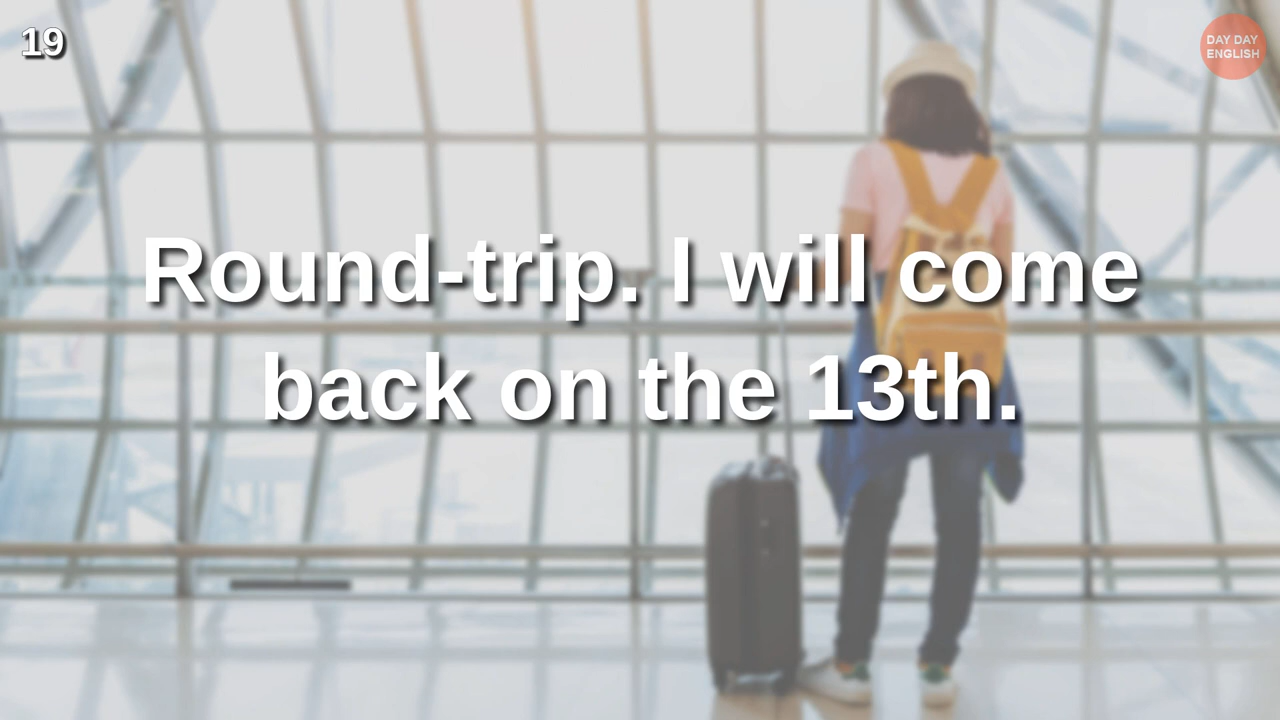 19
DAY DAY
ENGLISH
Round-trip. I will come
back on the 13th.